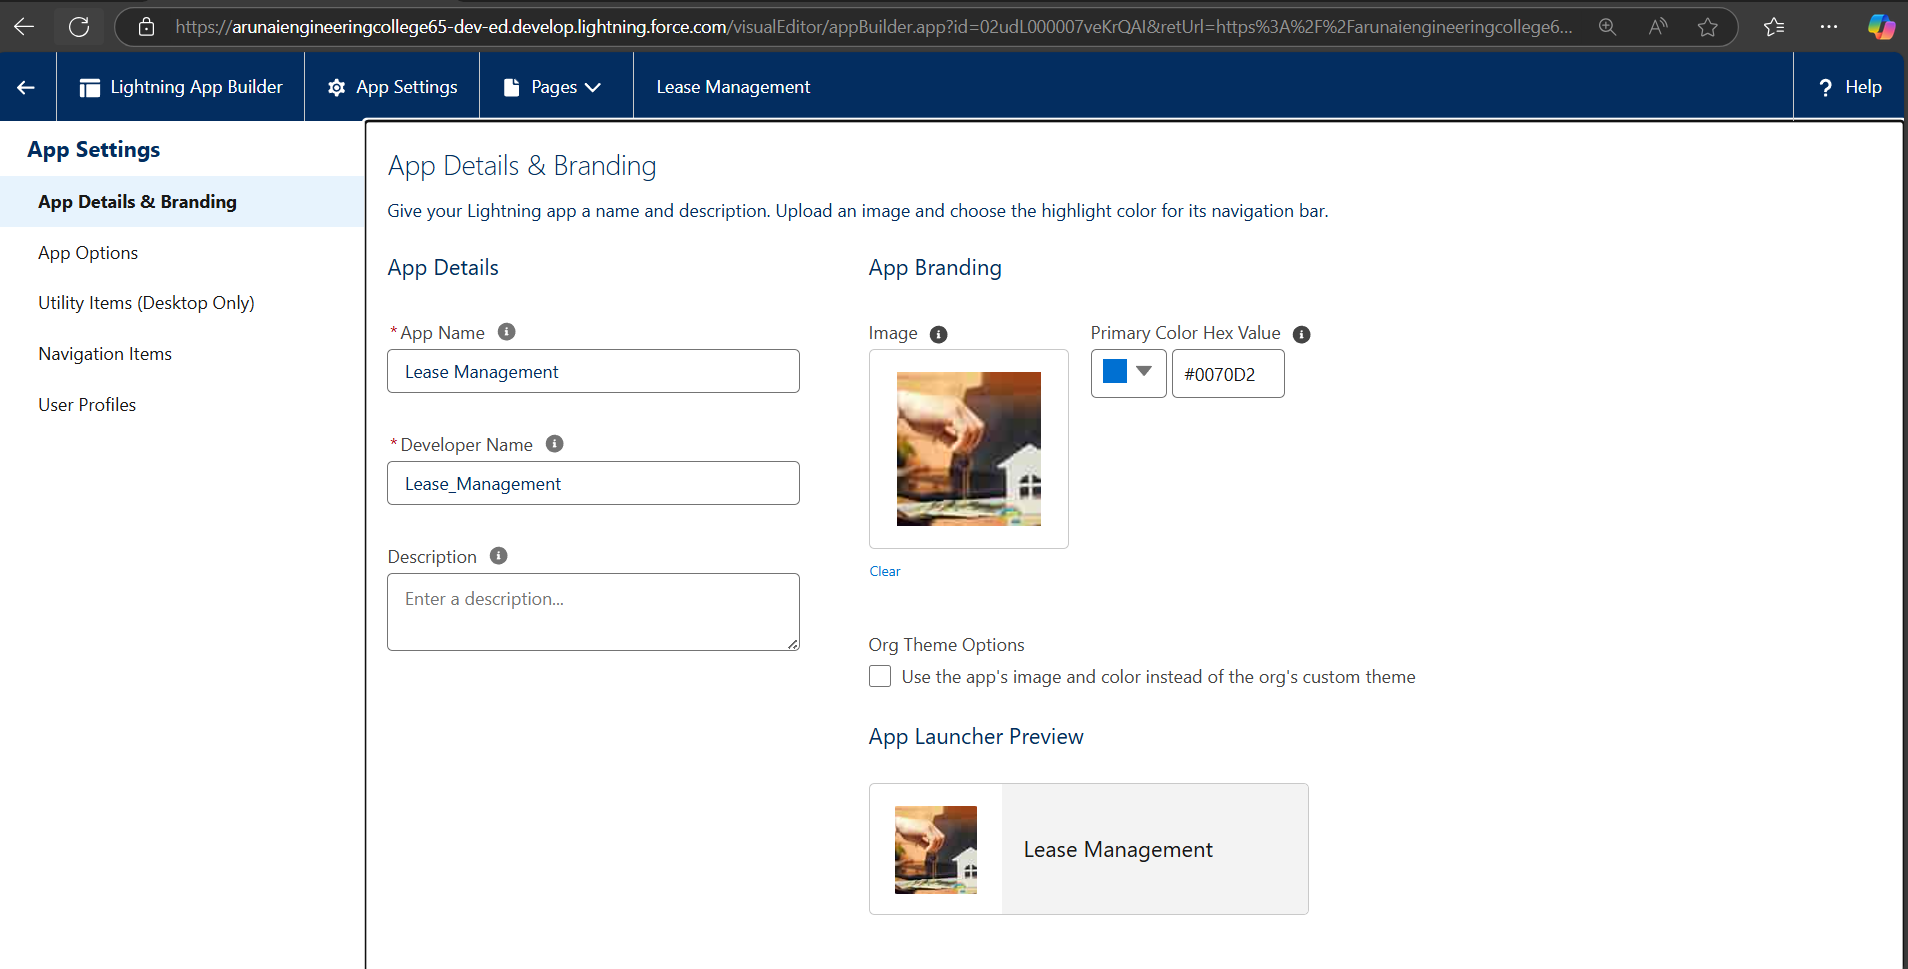 https://arunaiengineeringcollege65-dev-ed.develop.lightning.force.com/visualEditor/appBuilder.app?id=02udL000007veKrQAI&retUrl=https%3A%2F%2Farunaiengineeringcollege6...
Lightning App Builder
App Settings
Pages
Lease Management
? Help
App Settings
App Details & Branding
App Options
Utility Items (Desktop Only)
Navigation Items
User Profiles
App Details & Branding
Give your Lightning app a name and description. Upload an image and choose the highlight color for its navigation bar.
App Details
* App Name
Lease Management
* Developer Name
Lease_Management
Description
Enter a description...
App Branding
Image
Clear
Primary Color Hex Value
#0070D2
Org Theme Options
Use the app's image and color instead of the org's custom theme
App Launcher Preview
Lease Management